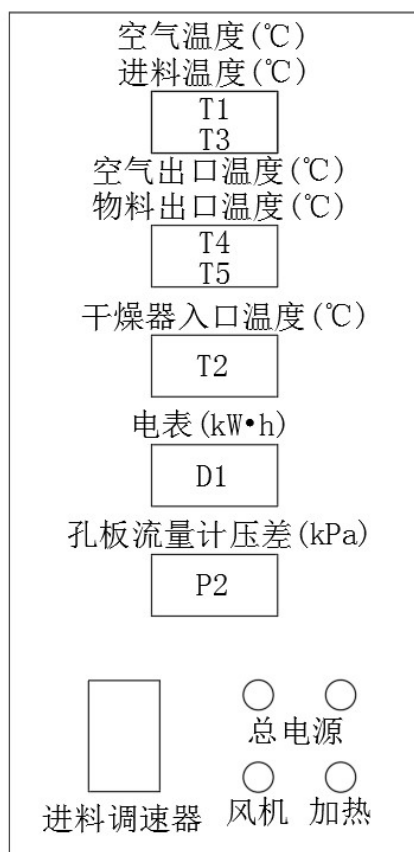 空气温度(℃)
进料温度(℃)
T1
T3
空气出口温度(℃)
物料出口温度(℃)
T4
T5
干燥器入口温度(℃)
T2
电表(kW•h)
D1
孔板流量计压差(kPa)
P2
总电源
进料调速器 风机 加热